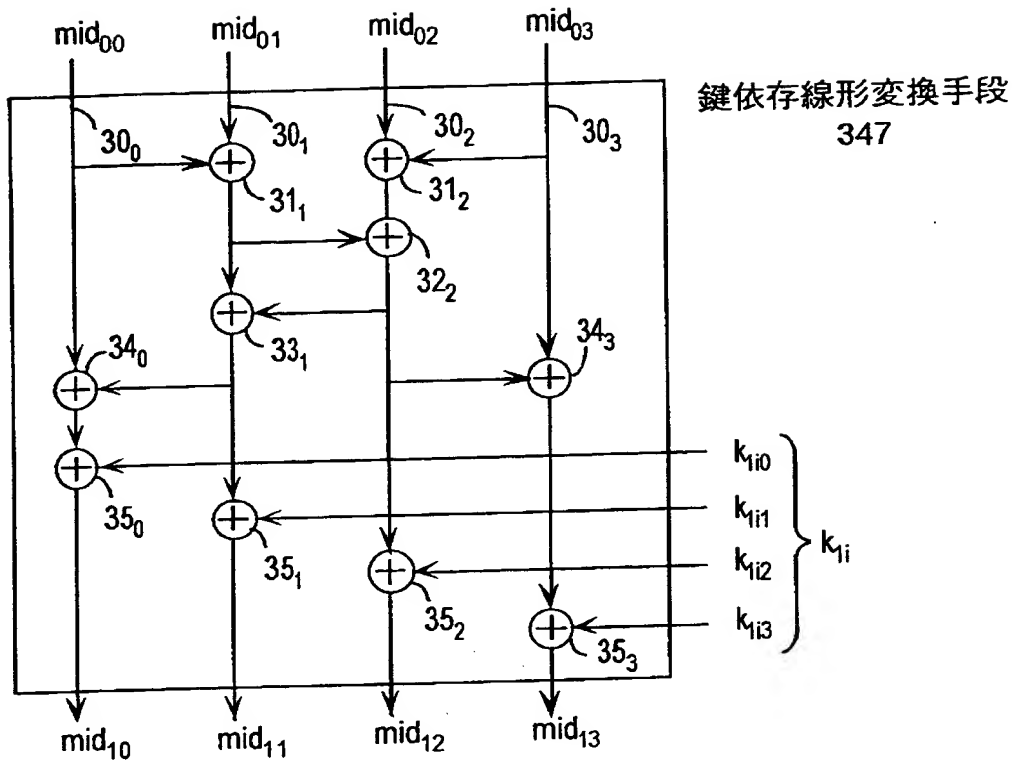 mid₀₀ mid₀₁ mid₀₂ mid₀₃
鍵依存線形変換手段
347
30₀ 30₁ 30₂ 30₃
31₁ 31₂
32₂
33₁
34₀ 34₃
k₁ᵢ₀
35₀
k₁ᵢ₁
35₁
k₁ᵢ
k₁ᵢ₂
35₂
k₁ᵢ₃
35₃
mid₁₀ mid₁₁ mid₁₂ mid₁₃